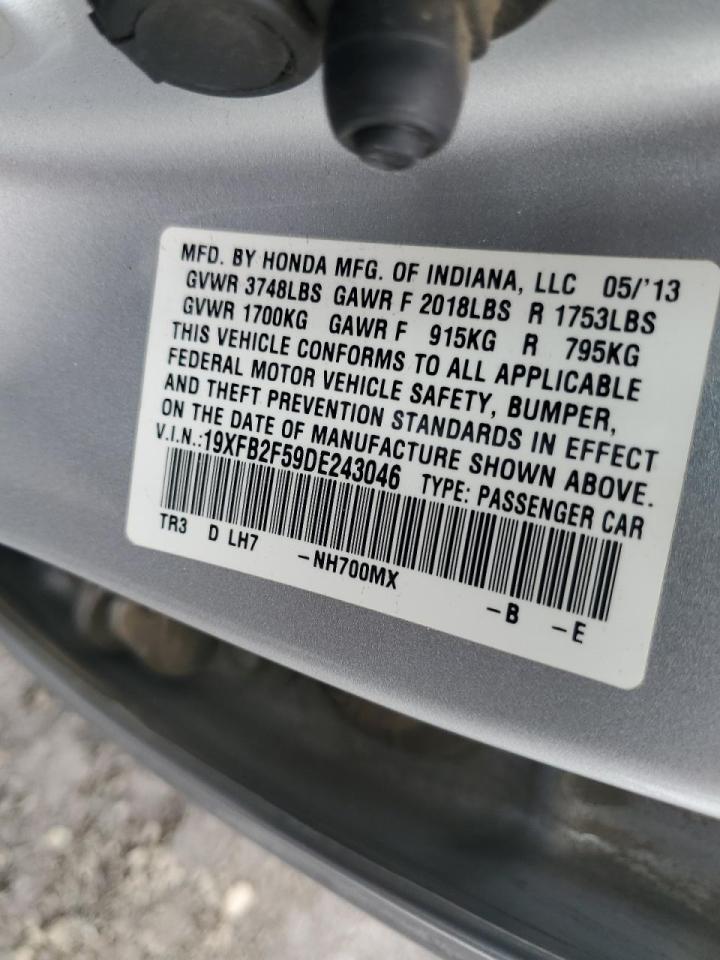 MFD. BY HONDA MFG. OF INDIANA, LLC 05/'13
GVWR 3748LBS GAWR F 2018LBS R 1753LBS
GVWR 1700KG GAWR F 915KG R 795KG
THIS VEHICLE CONFORMS TO ALL APPLICABLE
FEDERAL MOTOR VEHICLE SAFETY, BUMPER,
AND THEFT PREVENTION STANDARDS IN EFFECT
ON THE DATE OF MANUFACTURE SHOWN ABOVE.
V.I.N.:19XFB2F59DE243046 TYPE: PASSENGER CAR
TR3 D LH7 -NH700MX -B -E